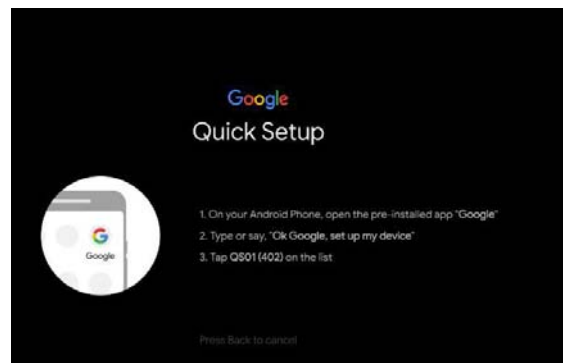 Google
Quick Setup
1. On your Android Phone, open the pre-installed app "Google"
2. Type or say, "Ok Google, set up my device"
3. Tap QS01 (402) on the list
G
Google
Press Back to cancel